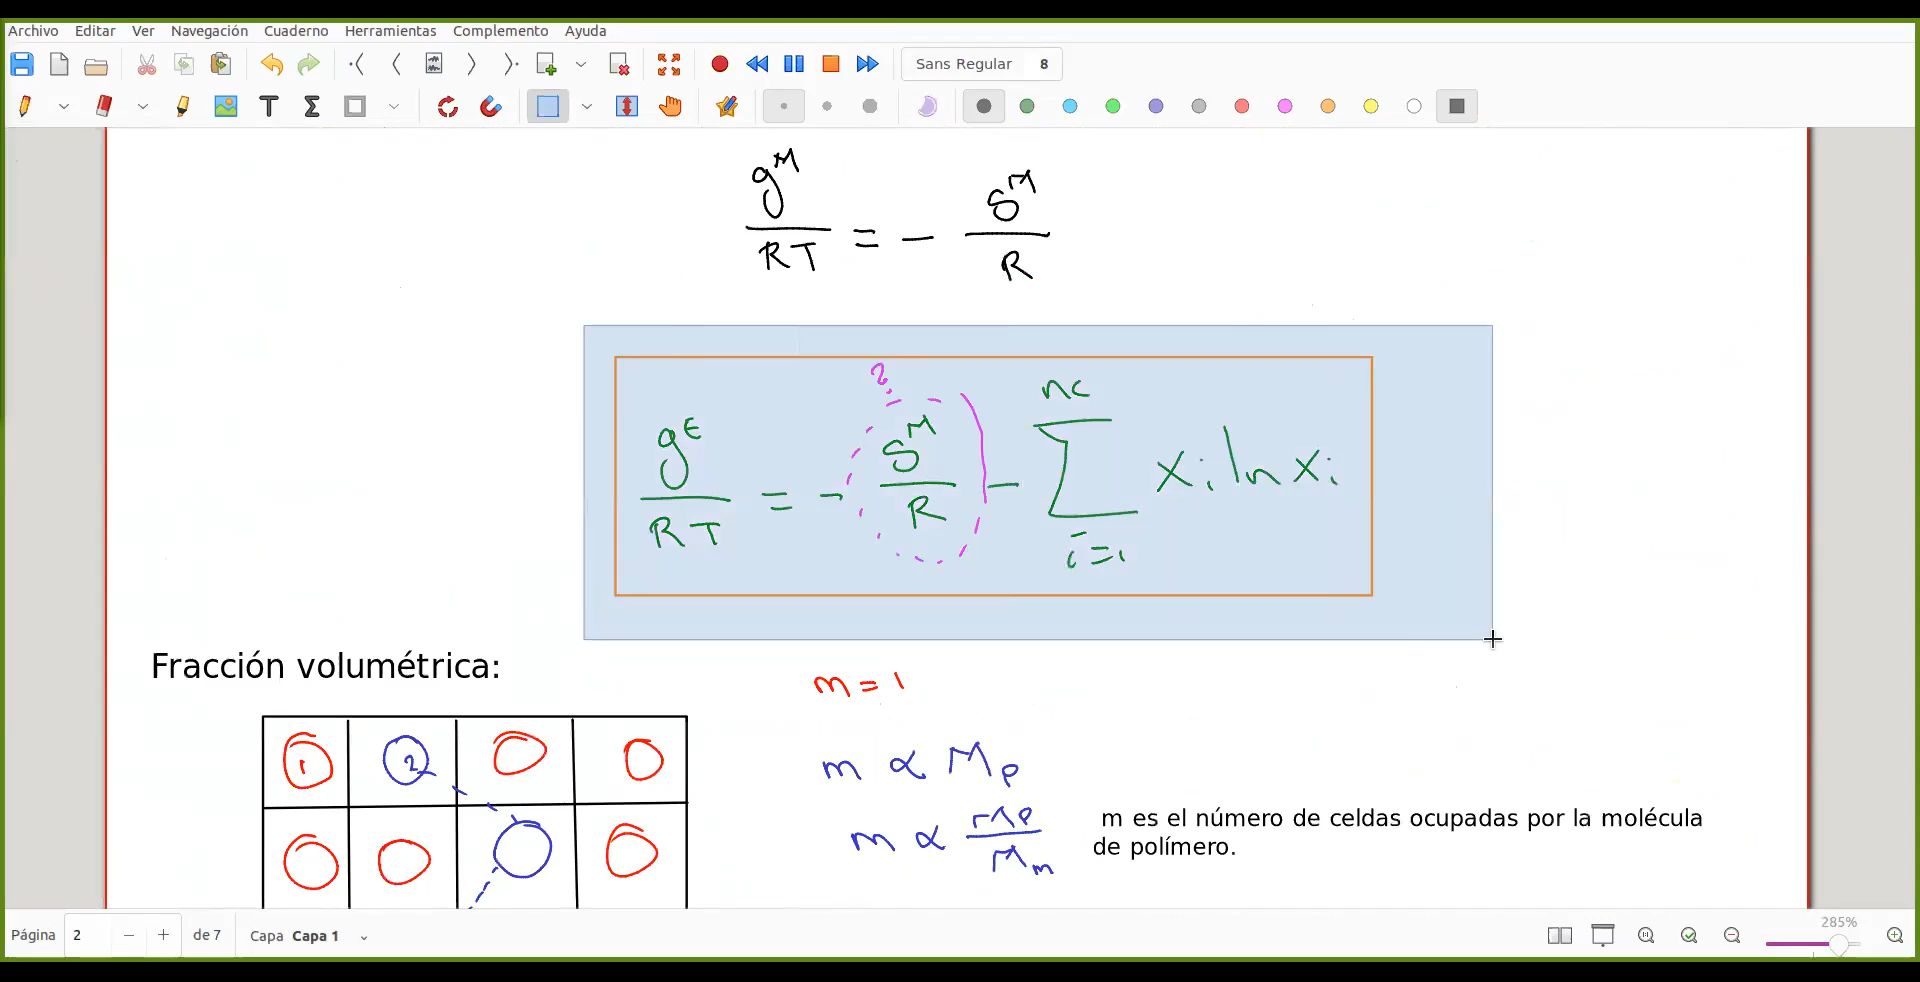 Archivo Editar Ver Navegación Cuaderno Herramientas Complemento Ayuda
Sans Regular 8
g^M / RT = - S^M / R
?
g^E / RT = - S^M / R - ∑_{i=1}^{nc} x_i ln x_i
Fracción volumétrica:
m = 1
1 2
m ∝ M_p
m ∝ M_p / M_m
m es el número de celdas ocupadas por la molécula
de polímero.
Página 2 de 7 Capa Capa 1
285%